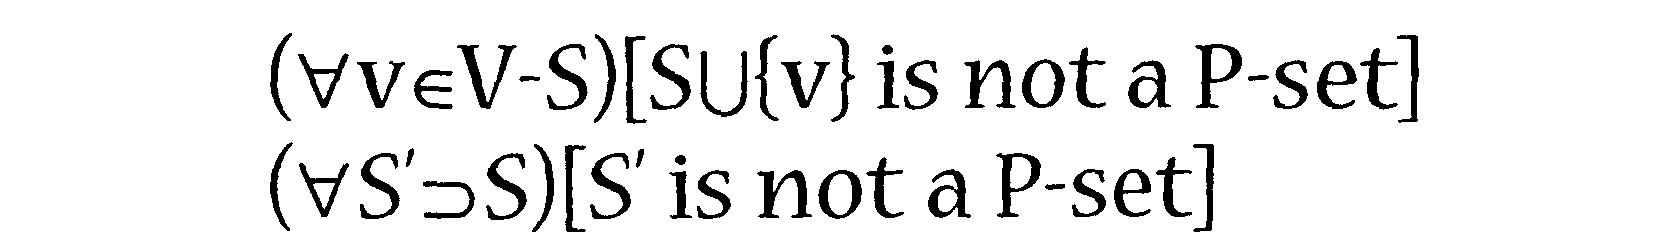 (∀v∈V-S)[S∪{v} is not a P-set]
(∀S′⊃S)[S′ is not a P-set]